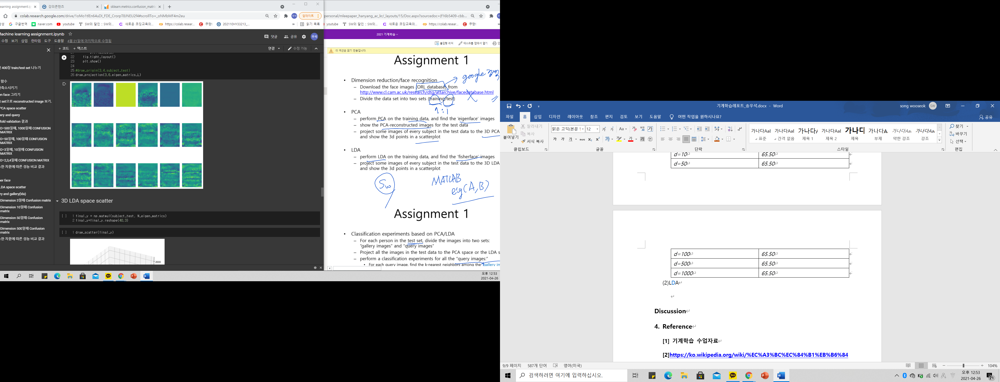 earning assignment.ip
강의콘텐츠
sklearn.metrics.confusion_matri
colab.research.google.com/drive/1oMo1tlEn64uDI_FDE_CrorpT8JNEU2f4#scrollTo=_oNMbMF4m2eu
업데이트
구글번역
naver.com
youtube
SW의 달인 :: SW의...
새로운 코딩교육의...
https://colab.resear...
쿠팡!
202110HY33213_...
읽기 목록
Machine learning assignment.ipynb
댓글
공유
우석
수정 보기 삽입 런타임 도구 도움말 4월 21일에 마지막으로 수정됨
+ 코드 + 텍스트
연결
수정 가능
400장 train/test set 나누기
함수
원축소시키기
en face 그리기
t set으로 reconstructed image 보기.
PCA space scatter
ery and query
fold validation 결과
D=500일때, 1000일때 CONFUSION
MATRIX
D=50일때, 100일때 CONFUSION
MATRIX
D=3일때, 10일때 CONFUSION
MATRIX
D=2,3,4일때 CONFUSION MATRIX
소한 차원에 따른 성능 비교 결과
her face
LDA space scatter
ry and gallery(lda)
Dimension 3일때 Confusion matrix
Dimension 10일때 Confusion
matrix
Dimension 50일때 Confusion
matrix
Dimension 500일때 Confusion
matrix
소한 차원에 따른 성능 비교 결과
22 fig.tight_layout()
23 plt.show()
24
25 #draw_origin(3,4,subject_test)
26 draw_projection(3,6,eigen_matrics_L)
3D LDA space scatter
[ ] 1 final_y = np.matmul(subject_test, N_eigen_matrics)
2 final_y=final_y.reshape(40,3)
[ ] 1 draw_scatter(final_y)
2000
오후 12:53
2021-04-26
personal/mleepaper_hanyang_ac_kr/_layouts/15/Doc.aspx?sourcedoc={f16b5409-cbb...
youtube
SW의 달인 :: SW의...
새로운 코딩교육의...
https://colab.resear...
쿠팡!
2021 기계학습
몰입형 리더
데스크톱 앱에서 열기
인
이 섹션은 읽기 전용입니다.
Assignment 1
google 검색
• Dimension reduction/face recognition
– Download the face images (ORL database) from
http://www.cl.cam.ac.uk/research/dtg/attarchive/facedatabase.html
– Divide the data set into two sets (training/test)
1:1
• PCA
– perform PCA on the training data, and find the 'eigenface' images
– show the PCA-reconstructed images for the test data
– project some images of every subject in the test data to the 3D PCA
and show the 3d points in a scatterplot
• LDA
– perform LDA on the training data, and find the 'fisherface' images
– project some images of every subject in the test data to the 3D LDA
and show the 3d points in a scatterplot
Sw
MATLAB
eig(A,B)
Assignment 1
• Classification experiments based on PCA/LDA
– For each person in the test set, divide the images into two sets:
"gallery images" and "query images"
– Project all the images in the test data to the PCA space or the LDA s
– perform a classification experiments for all the "query images:"
• For each query image, find the k-nearest neighbors among the "gallery im
오후 12:53
2021-04-26
기계학습레포트_송우석.docx - Word
song wooseok
SW
파일 홈 삽입 디자인 레이아웃 참조 편지 검토 보기 도움말 어떤 작업을 원하시나요?
공유
붙여넣기
잘라내기
복사
서식 복사
클립보드
맑은 고딕(본문
12
글꼴
단락
가나다AaI 가나다AaI 가나다 가나다AaI 가나디 가나다A 가나다Aa 가나다Aa
표준 간격 없음 제목 1 제목 2 제목 부제 약한 강조 강조
스타일
찾기
바꾸기
선택
편집
d=10 65.50
d=50 65.50
d=100 65.50
d=500 65.50
d=1000 65.50
(2)LDA
Discussion
4. Reference
[1] 기계학습 수업자료
[2]https://ko.wikipedia.org/wiki/%EC%A3%BC%EC%84%B1%EB%B6%84
9/9 페이지 587개 단어 영어(미국)
104%
검색하려면 여기에 입력하십시오.
오후 12:53
2021-04-26
21